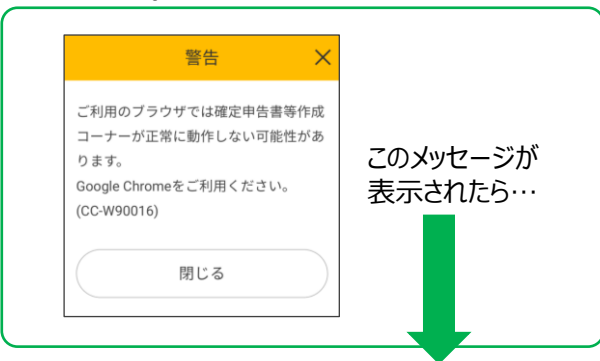 警告
ご利用のブラウザでは確定申告書等作成
コーナーが正常に動作しない可能性があ
ります。
Google Chromeをご利用ください。
(CC-W90016)
閉じる
このメッセージが
表示されたら…